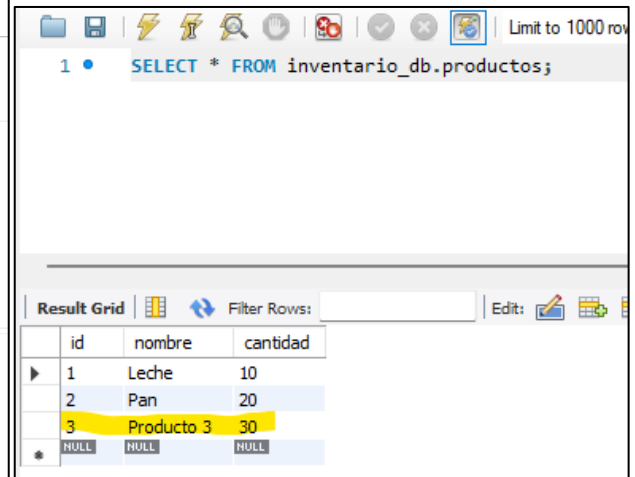 Limit to 1000 row
1 SELECT * FROM inventario_db.productos;
Result Grid Filter Rows: Edit:
id nombre cantidad
1 Leche 10
2 Pan 20
3 Producto 3 30
NULL NULL NULL